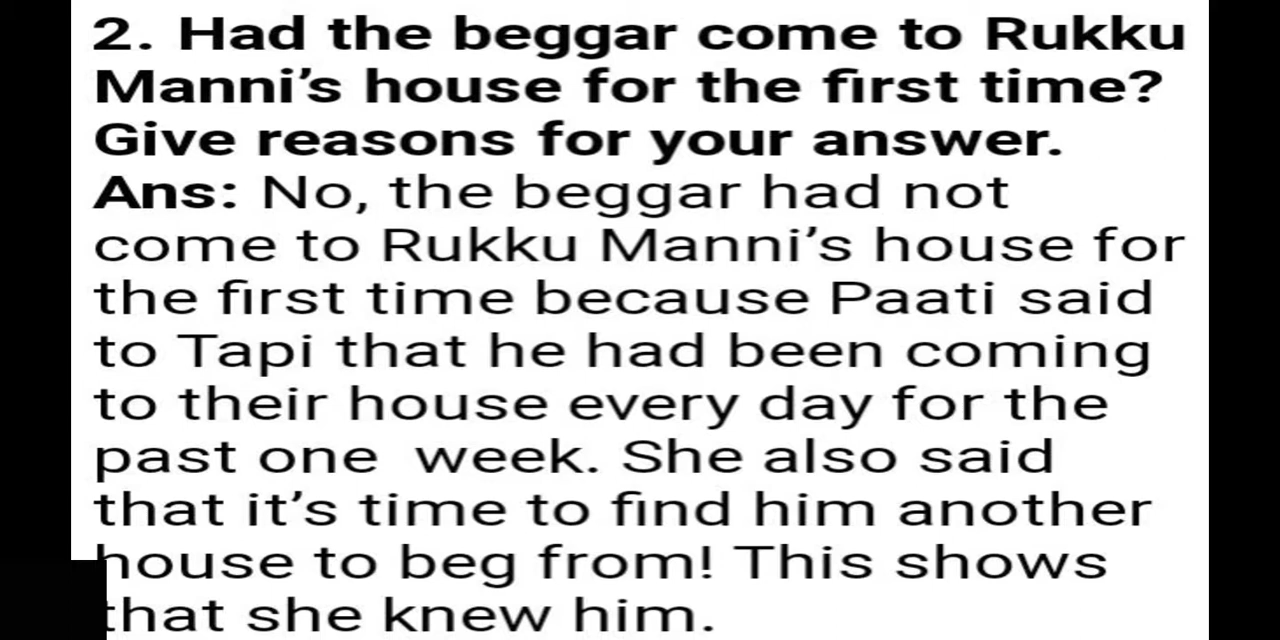 2. Had the beggar come to Rukku
Manni’s house for the first time?
Give reasons for your answer.
Ans: No, the beggar had not
come to Rukku Manni’s house for
the first time because Paati said
to Tapi that he had been coming
to their house every day for the
past one  week. She also said
that it’s time to find him another
house to beg from! This shows
that she knew him.